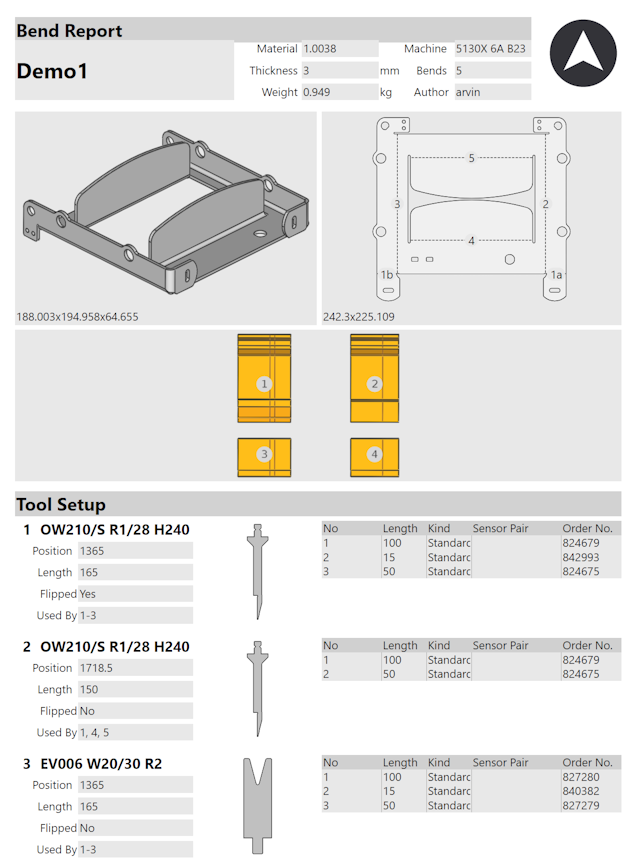 Bend Report
Demo1
Material 1.0038 Machine 5130X 6A B23
Thickness 3 mm Bends 5
Weight 0.949 kg Author arvin
5
3 2
4
1b 1a
188.003x194.958x64.655 242.3x225.109
1 2
3 4
Tool Setup
1 OW210/S R1/28 H240
Position 1365
Length 165
Flipped Yes
Used By 1-3
No Length Kind Sensor Pair Order No.
1 100 Standarc 824679
2 15 Standarc 842993
3 50 Standarc 824675
2 OW210/S R1/28 H240
Position 1718.5
Length 150
Flipped No
Used By 1, 4, 5
No Length Kind Sensor Pair Order No.
1 100 Standarc 824679
2 50 Standarc 824675
3 EV006 W20/30 R2
Position 1365
Length 165
Flipped No
Used By 1-3
No Length Kind Sensor Pair Order No.
1 100 Standarc 827280
2 15 Standarc 840382
3 50 Standarc 827279